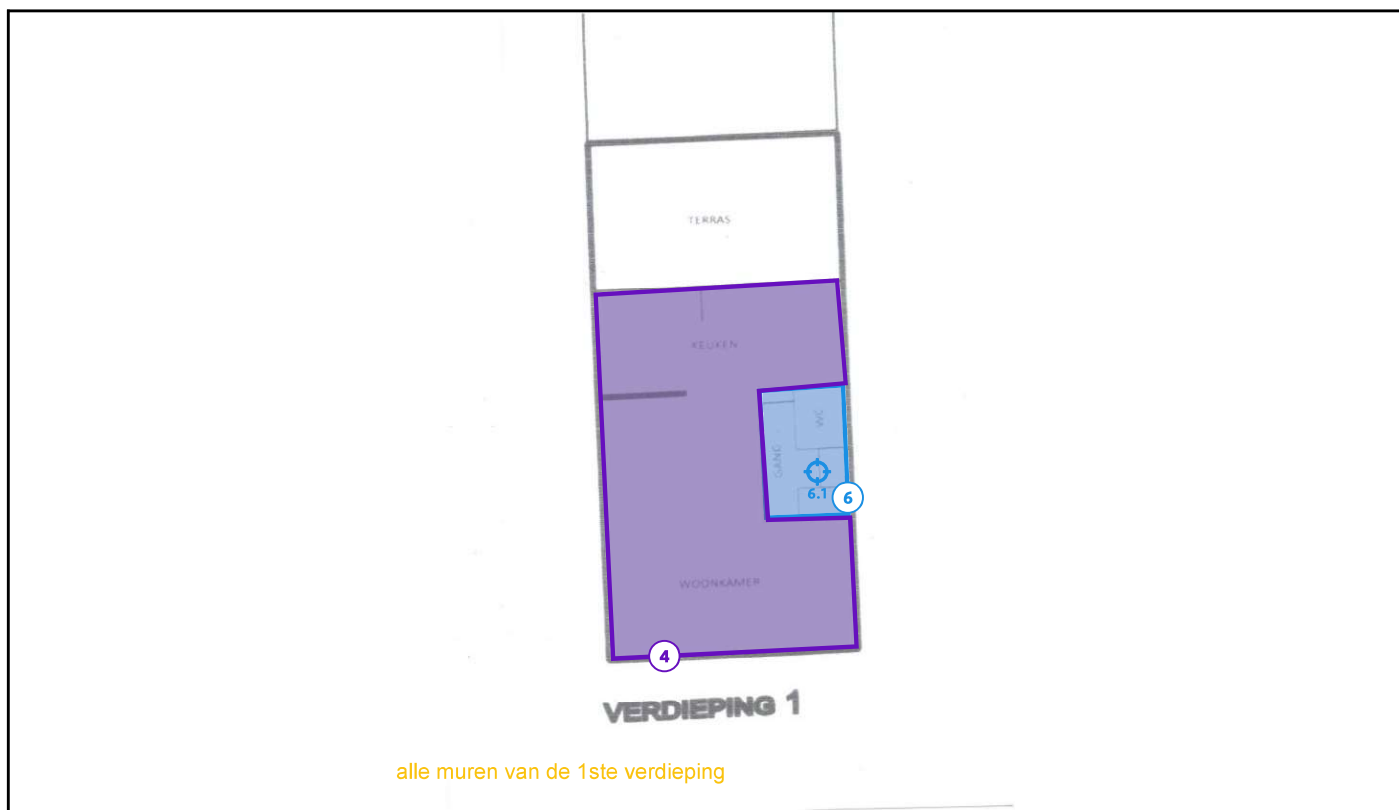 TERRAS
KEUKEN
WC
GANG
6.1
6
WOONKAMER
4
VERDIEPING 1
alle muren van de 1ste verdieping